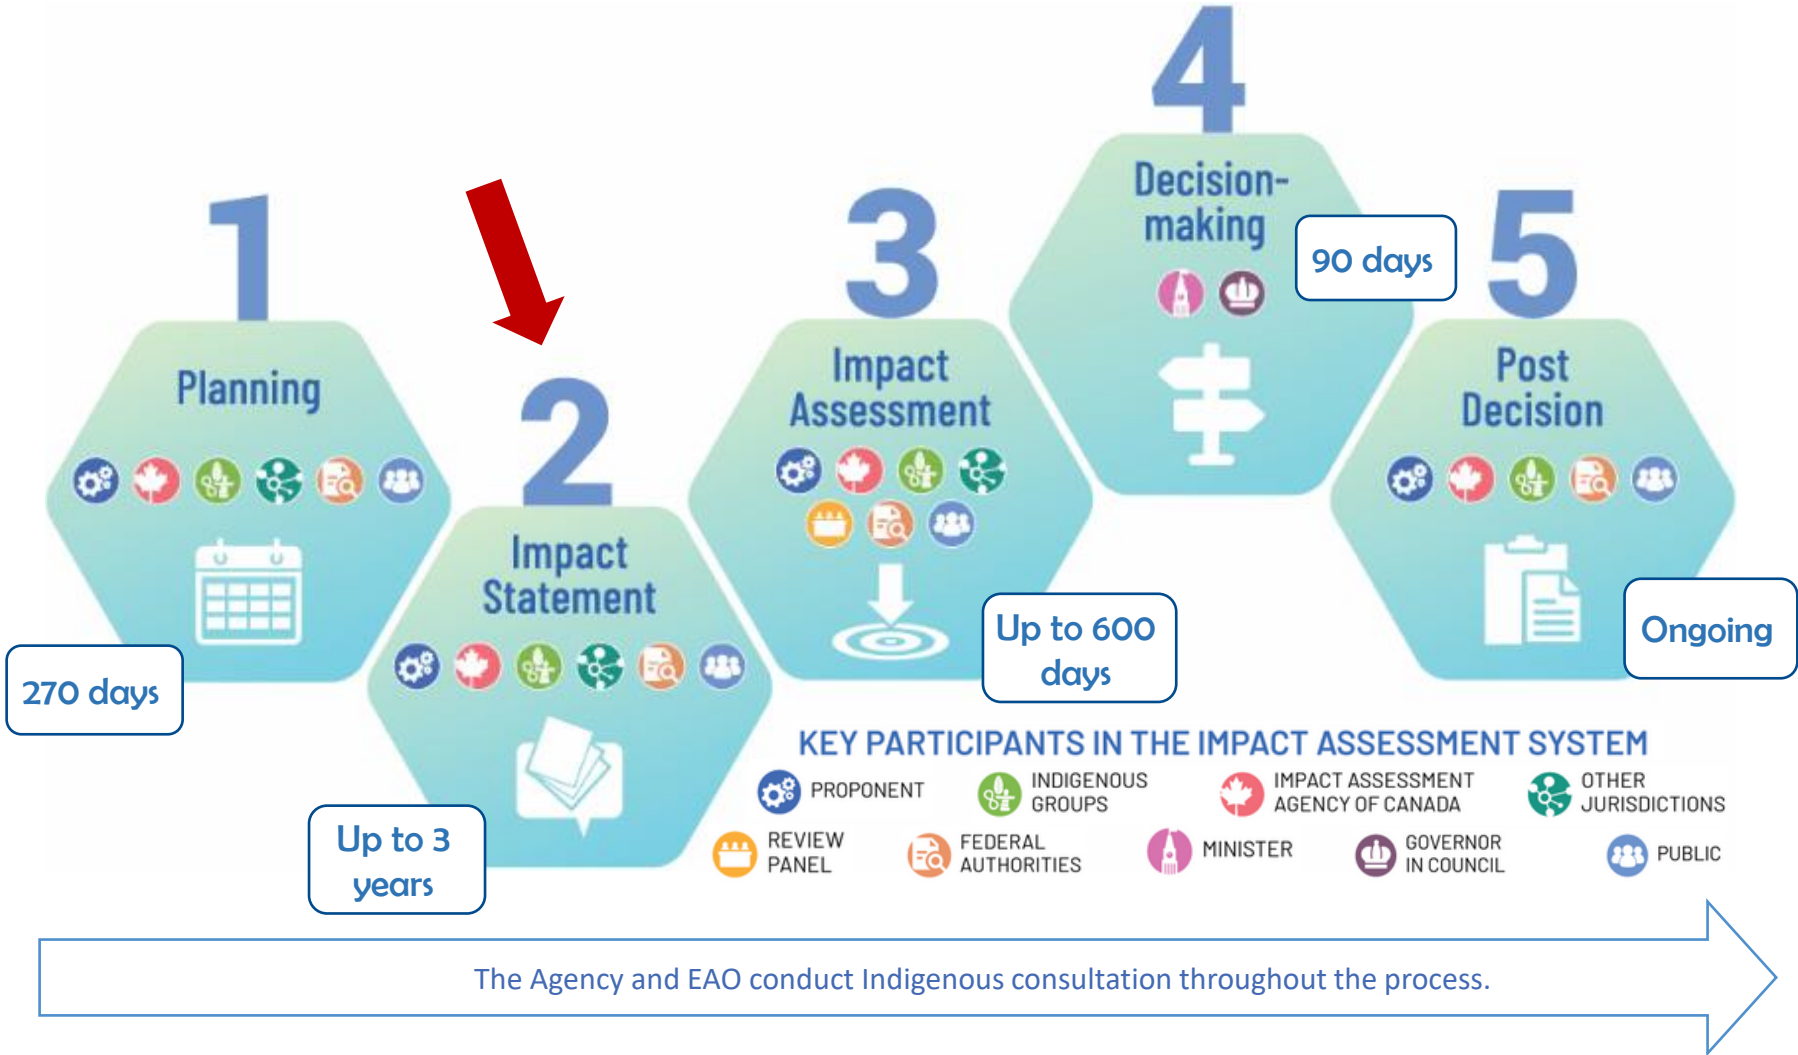 1
Planning
270 days
2
Impact
Statement
Up to 3
years
3
Impact
Assessment
Up to 600
days
4
Decision-
making
90 days
5
Post
Decision
Ongoing
KEY PARTICIPANTS IN THE IMPACT ASSESSMENT SYSTEM
PROPONENT
INDIGENOUS
GROUPS
IMPACT ASSESSMENT
AGENCY OF CANADA
OTHER
JURISDICTIONS
REVIEW
PANEL
FEDERAL
AUTHORITIES
MINISTER
GOVERNOR
IN COUNCIL
PUBLIC
The Agency and EAO conduct Indigenous consultation throughout the process.